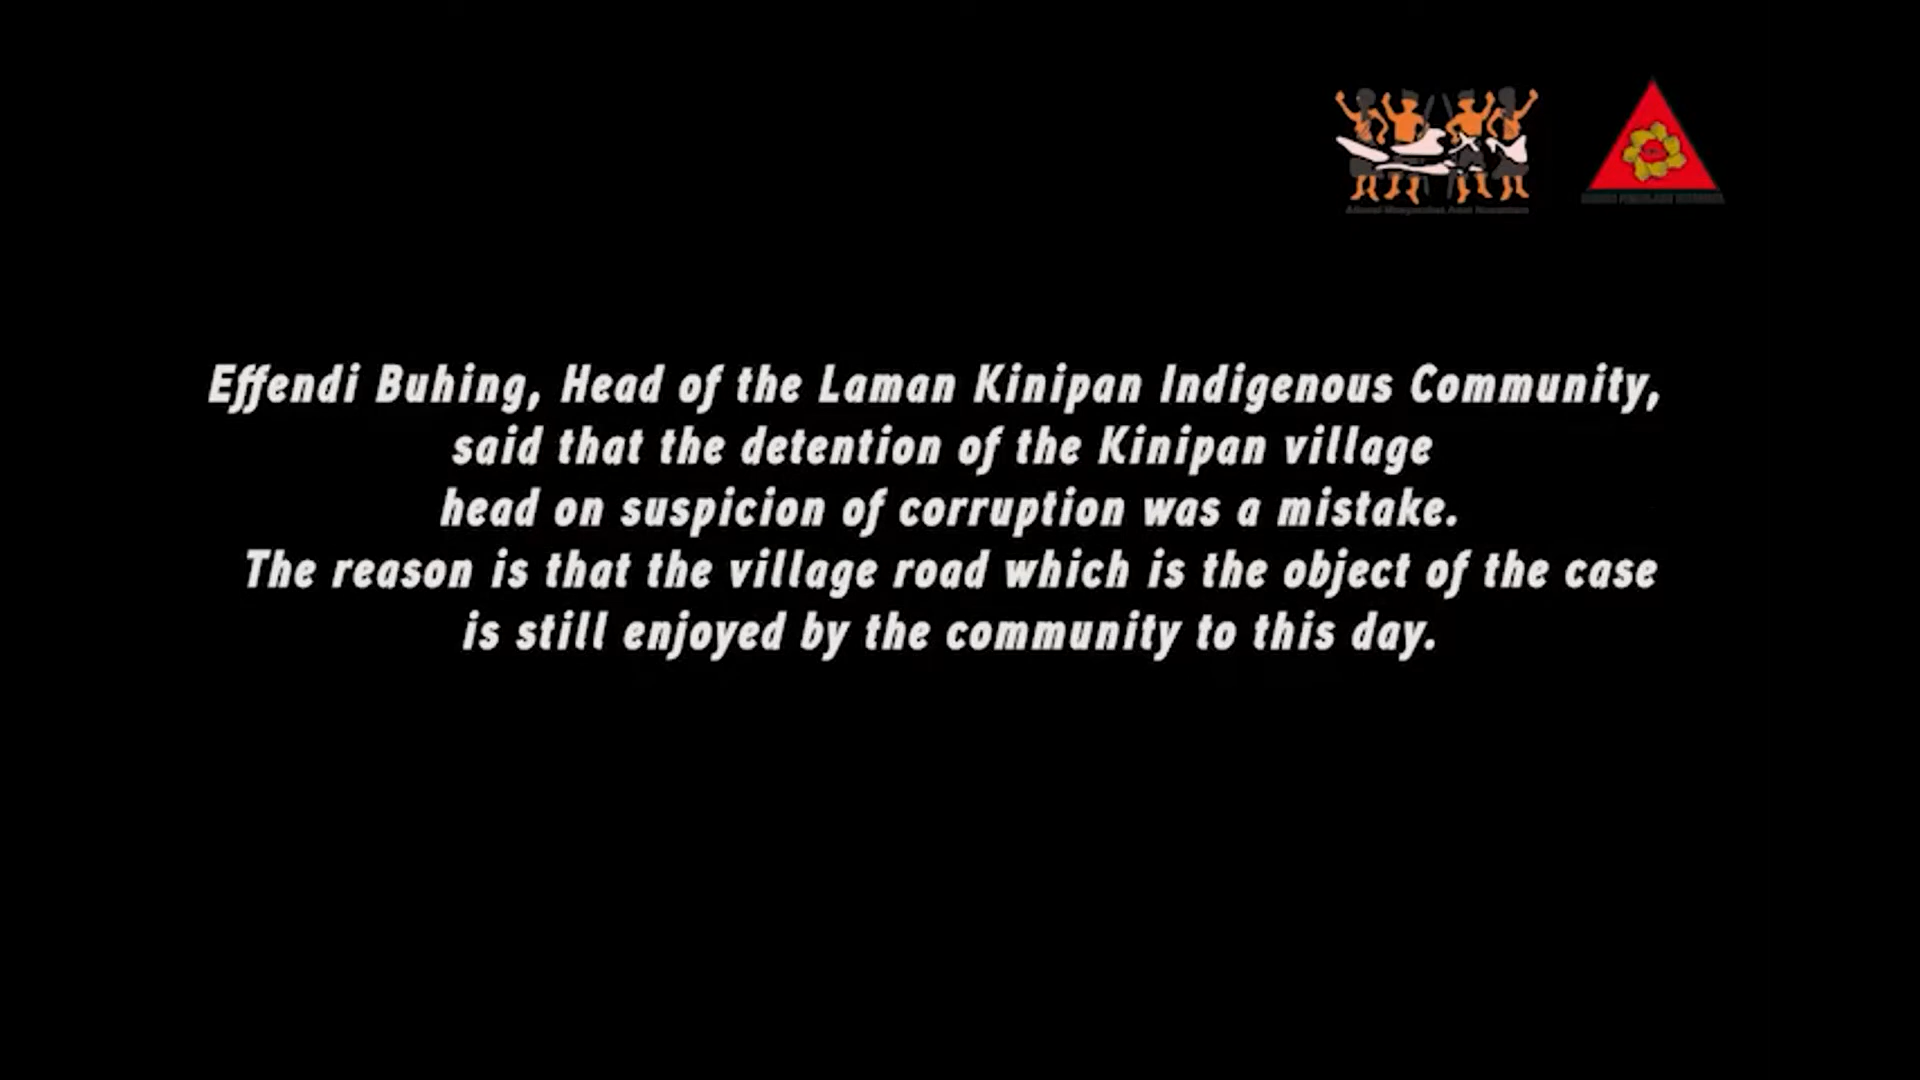 Effendi Buhing, Head of the Laman Kinipan Indigenous Community,
said that the detention of the Kinipan village
head on suspicion of corruption was a mistake.
The reason is that the village road which is the object of the case
is still enjoyed by the community to this day.